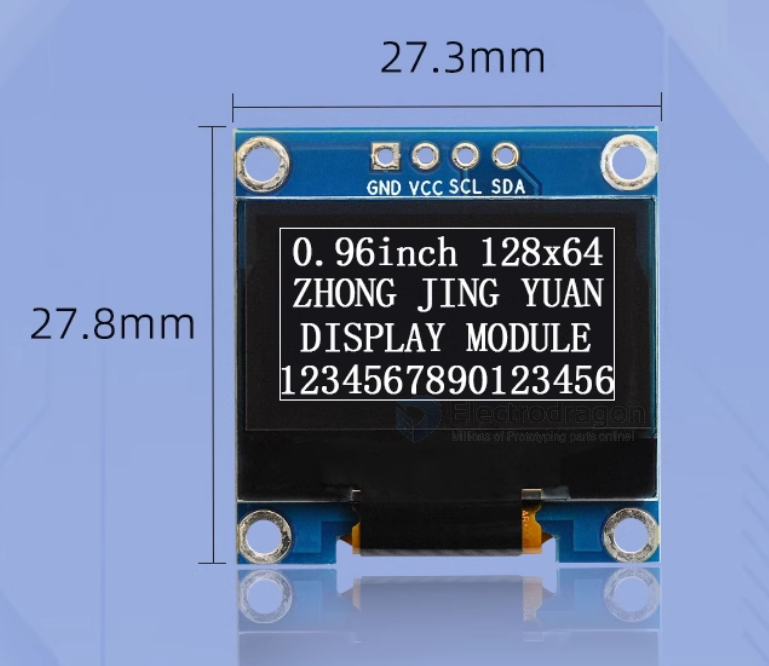 27.3mm
GND VCC SCL SDA
27.8mm
0.96inch 128x64
ZHONG JING YUAN
DISPLAY MODULE
1234567890123456
Electrodragon
Millions of Prototyping parts online!